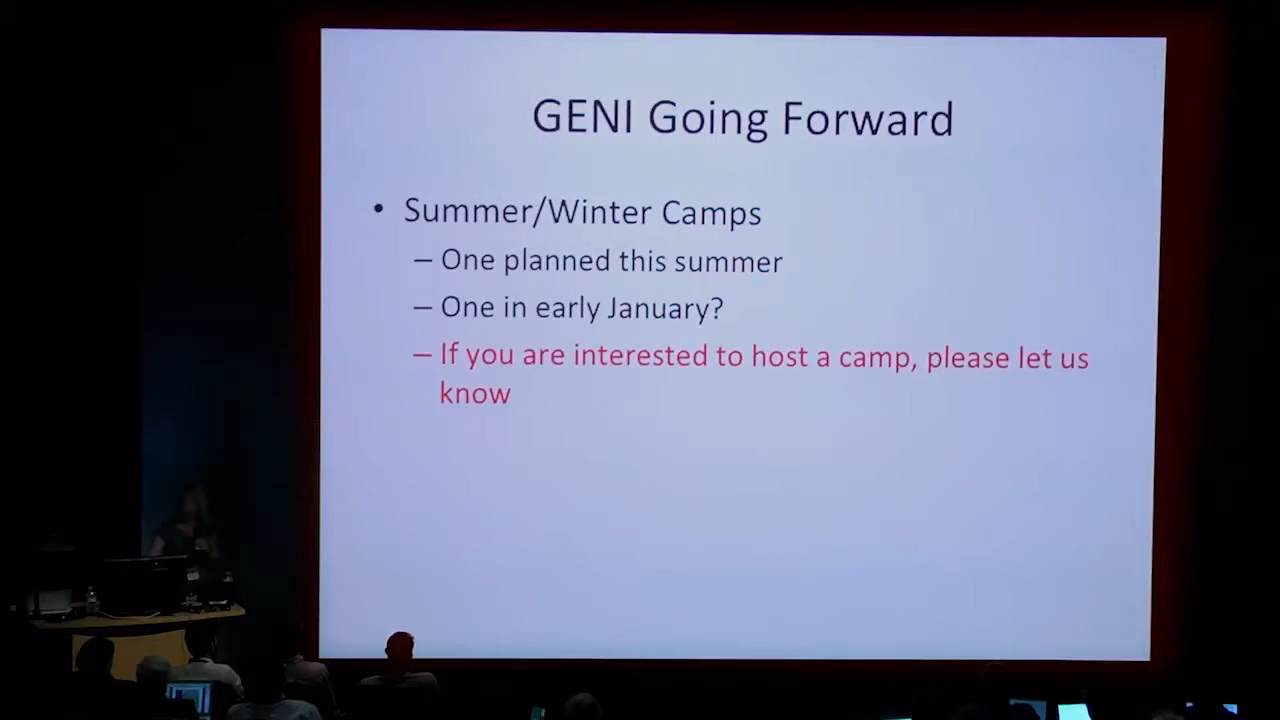 GENI Going Forward
• Summer/Winter Camps
– One planned this summer
– One in early January?
– If you are interested to host a camp, please let us
know